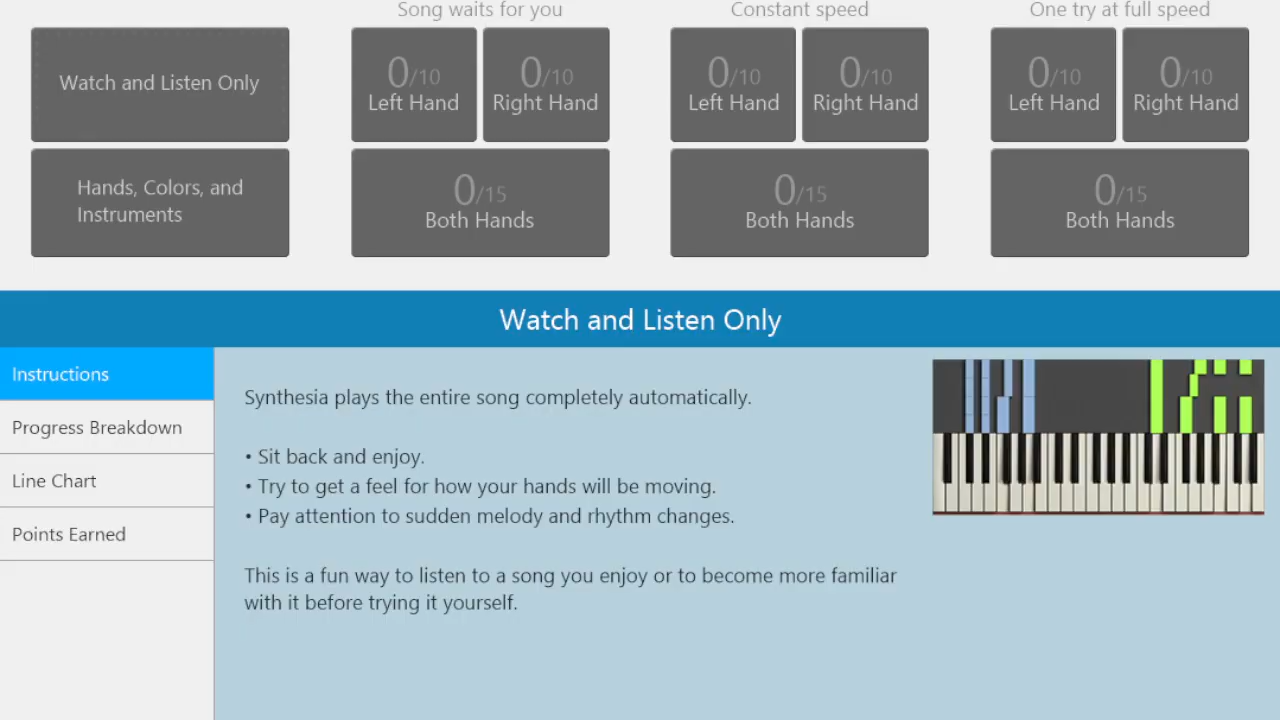 Song waits for you
Constant speed
One try at full speed
Watch and Listen Only
0/10
Left Hand
0/10
Right Hand
0/10
Left Hand
0/10
Right Hand
0/10
Left Hand
0/10
Right Hand
Hands, Colors, and
Instruments
0/15
Both Hands
0/15
Both Hands
0/15
Both Hands
Watch and Listen Only
Instructions
Progress Breakdown
Line Chart
Points Earned
Synthesia plays the entire song completely automatically.
• Sit back and enjoy.
• Try to get a feel for how your hands will be moving.
• Pay attention to sudden melody and rhythm changes.
This is a fun way to listen to a song you enjoy or to become more familiar
with it before trying it yourself.